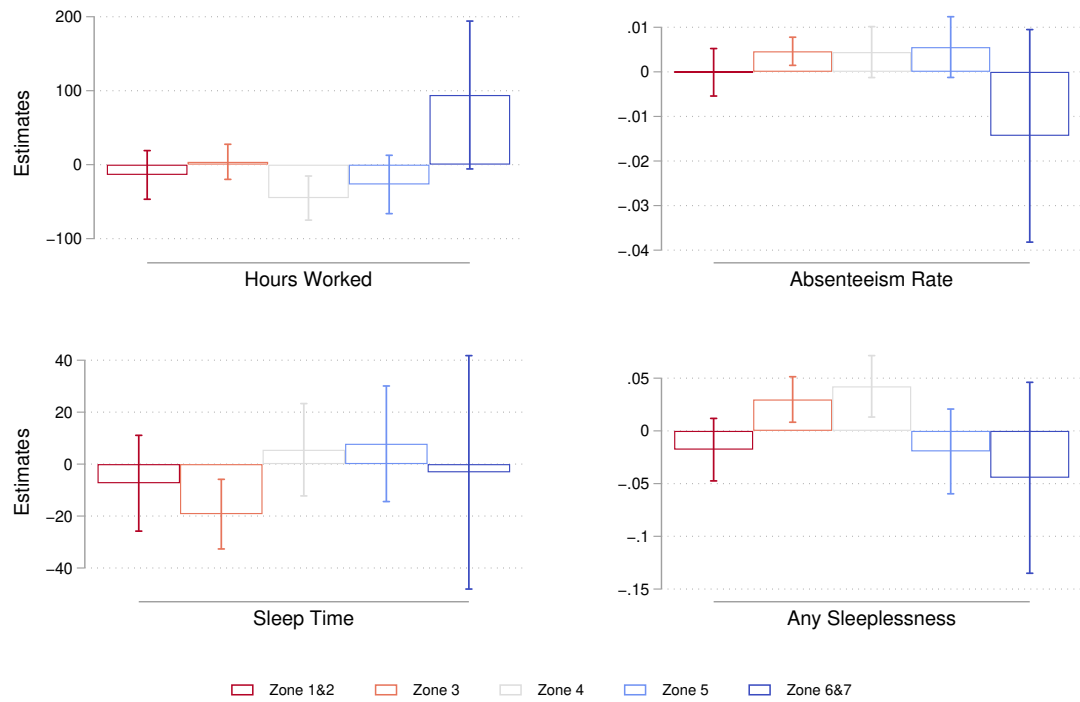 Estimates
200
100
0
−100
Hours Worked
.01
0
−.01
−.02
−.03
−.04
Absenteeism Rate
Estimates
40
20
0
−20
−40
Sleep Time
.05
0
−.05
−.1
−.15
Any Sleeplessness
Zone 1&2 Zone 3 Zone 4 Zone 5 Zone 6&7